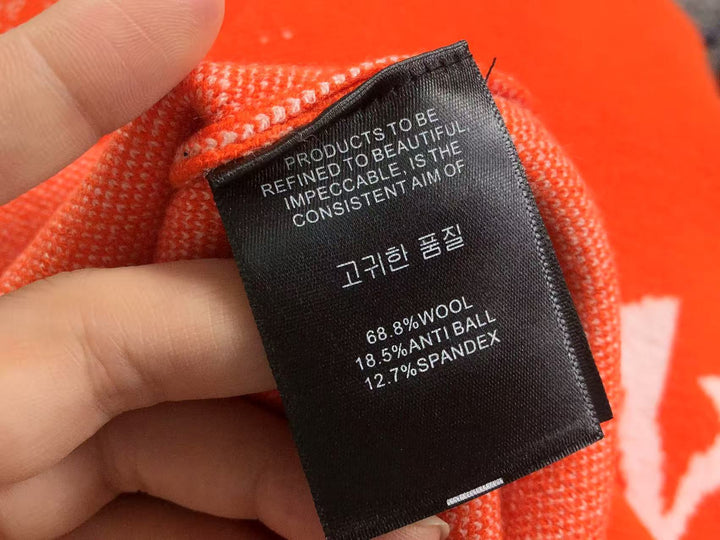 PRODUCTS TO BE
REFINED TO BEAUTIFUL,
IMPECCABLE, IS THE
CONSISTENT AIM OF
고귀한 품질
68.8%WOOL
18.5%ANTI BALL
12.7%SPANDEX